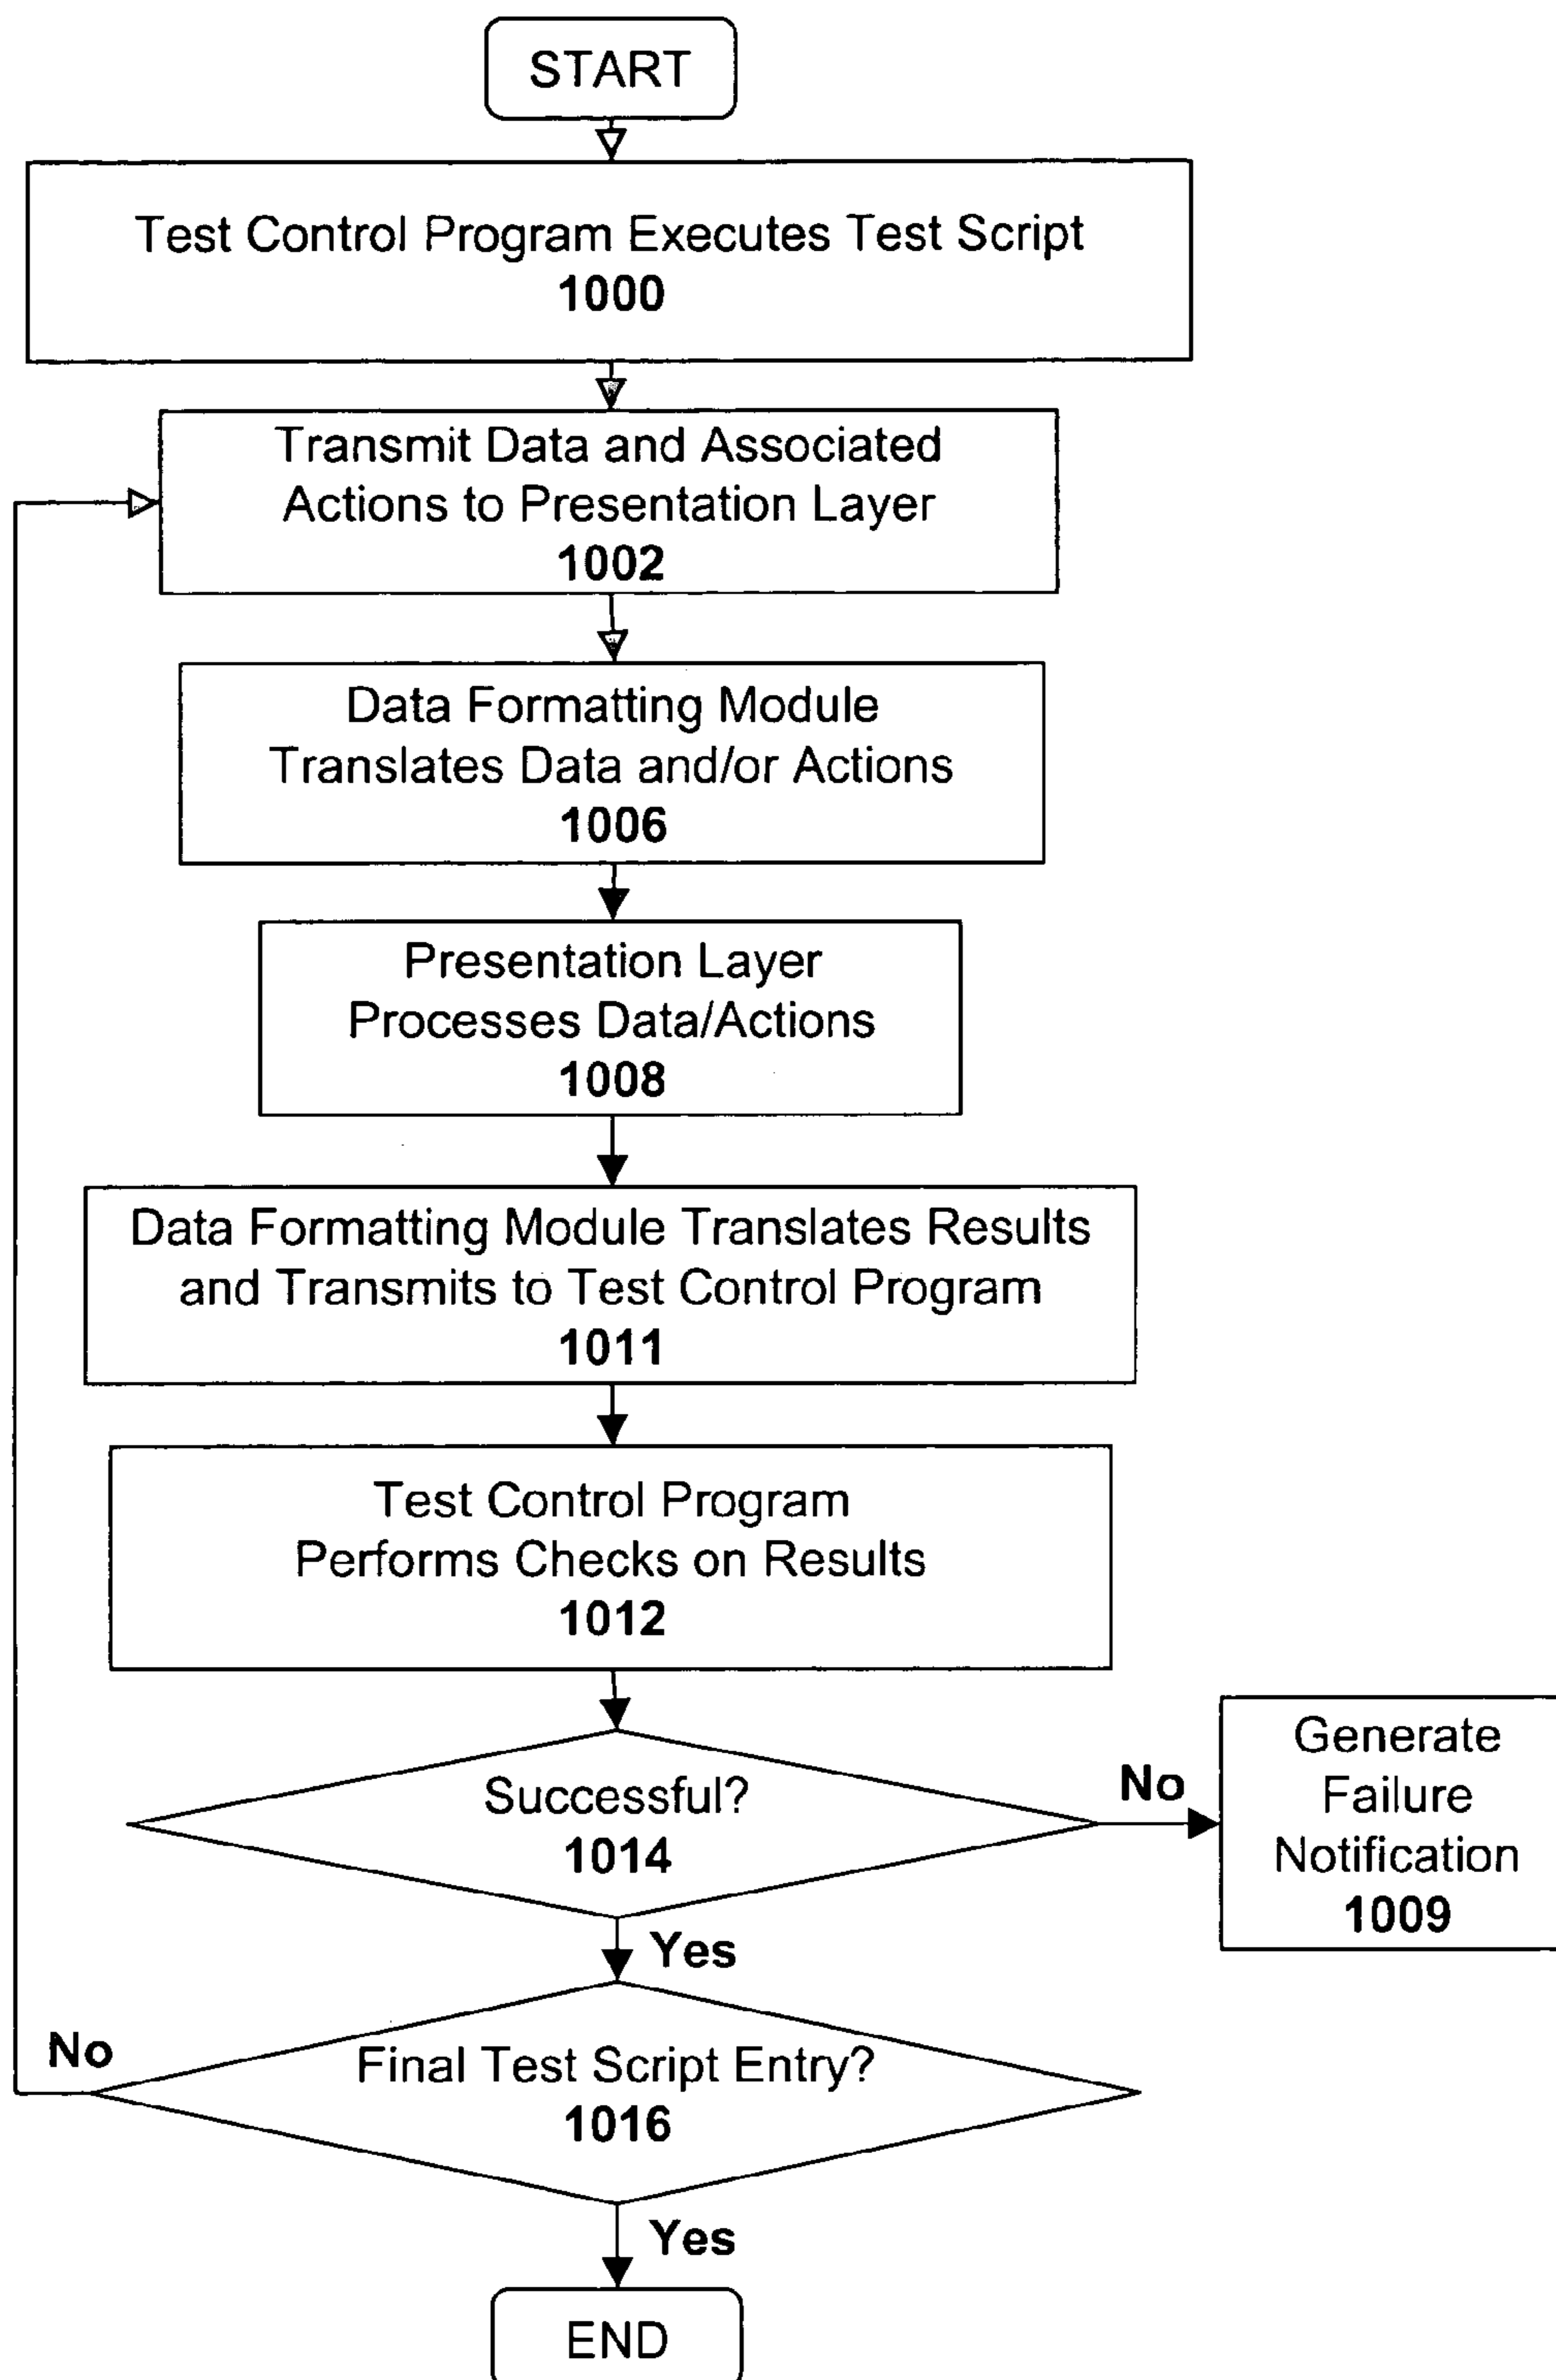 START
Test Control Program Executes Test Script
1000
Transmit Data and Associated
Actions to Presentation Layer
1002
Data Formatting Module
Translates Data and/or Actions
1006
Presentation Layer
Processes Data/Actions
1008
Data Formatting Module Translates Results
and Transmits to Test Control Program
1011
Test Control Program
Performs Checks on Results
1012
Successful?
1014
No
Generate
Failure
Notification
1009
Yes
No
Final Test Script Entry?
1016
Yes
END